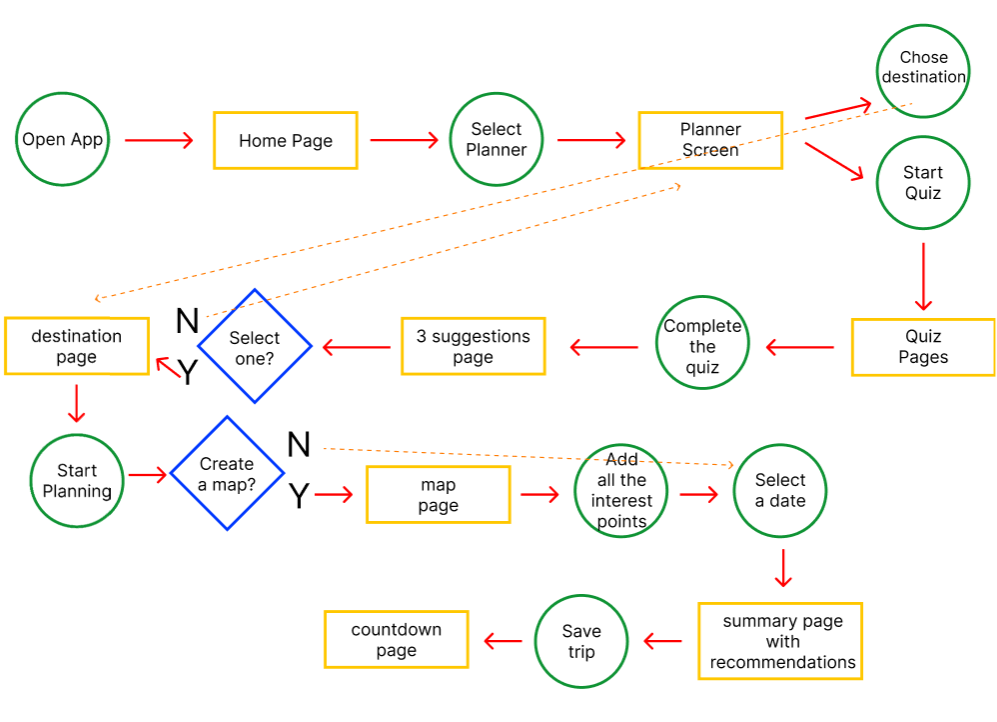 Open App
Home Page
Select
Planner
Planner
Screen
Chose
destination
Start
Quiz
Quiz
Pages
Complete
the
quiz
3 suggestions
page
Select
one?
N
Y
destination
page
Start
Planning
Create
a map?
N
Y
map
page
Add
all the
interest
points
Select
a date
summary page
with
recommendations
Save
trip
countdown
page